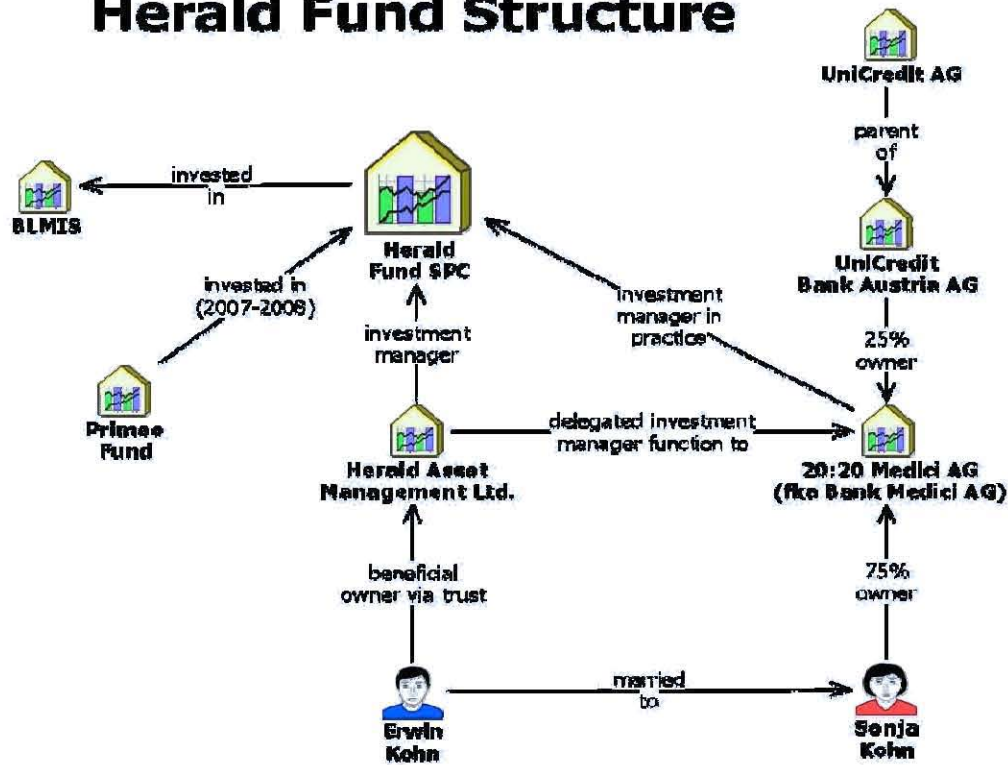 Herald Fund Structure
UniCredit AG
parent
of
invested
in
BLMIS
Herald
Fund SPC
UniCredit
Bank Austria AG
invested in
(2007-2008)
investment
manager in
practice
investment
manager
25%
owner
Primeo
Fund
delegated investment
manager function to
Herald Asset
Management Ltd.
20:20 Medici AG
(fka Bank Medici AG)
beneficial
owner via trust
75%
owner
married
to
Erwin
Kohn
Sonja
Kohn